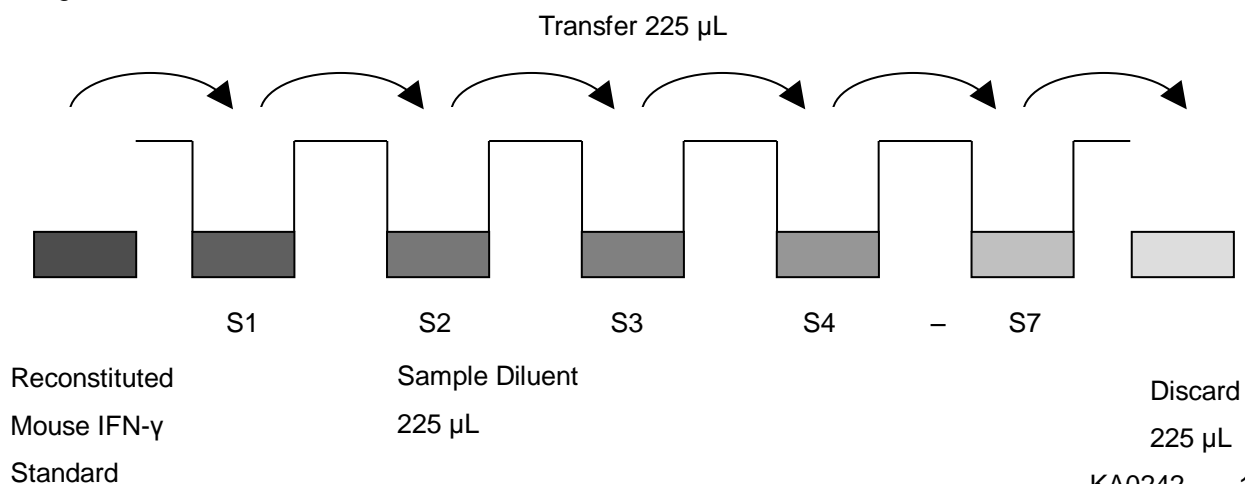 Transfer 225 µL
S1 S2 S3 S4 – S7
Reconstituted
Mouse IFN-γ
Standard
Sample Diluent
225 µL
Discard
225 µL